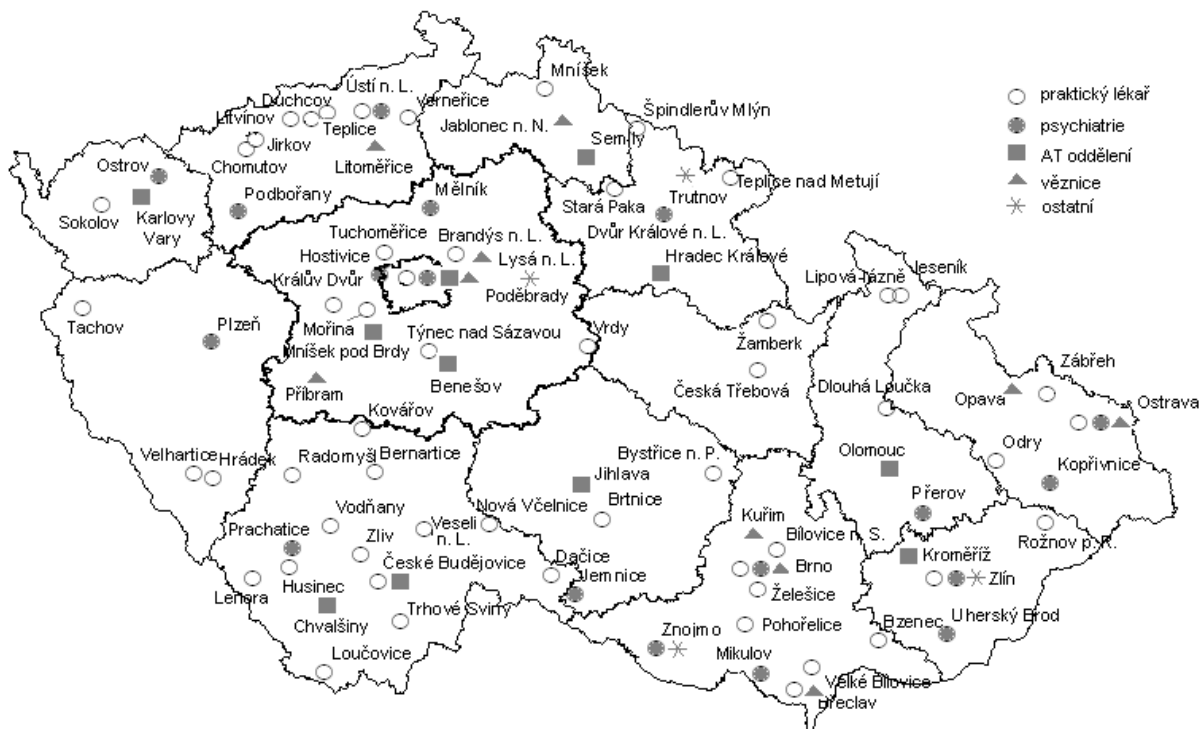 Mníšek
praktický lékař
psychiatrie
AT oddělení
věznice
ostatní
Ústí n. L.
Duchcov
Verneřice
Litvínov
Teplice
Jirkov
Chomutov
Litoměřice
Jablonec n. N.
Špindlerův Mlýn
Semily
Ostrov
Podbořany
Mělník
Sokolov
Karlovy
Vary
Stará Paka
Trutnov
Teplice nad Metují
Dvůr Králové n. L.
Tuchoměřice
Brandýs n. L.
Hostivice
Lysá n. L.
Hradec Králové
Králův Dvůr
Poděbrady
Lipová-lázně
Jeseník
Tachov
Plzeň
Mořina
Týnec nad Sázavou
Vrdy
Žamberk
Mníšek pod Brdy
Benešov
Příbram
Česká Třebová
Dlouhá Loučka
Zábřeh
Opava
Ostrava
Kovářov
Velhartice
Hrádek
Radomyšl
Bernartice
Bystřice n. P.
Jihlava
Brtnice
Olomouc
Odry
Kopřivnice
Přerov
Vodňany
Nová Včelnice
Prachatice
Zliv
Veselí
n. L.
Kuřim
Bílovice n. S.
Rožnov p. R.
České Budějovice
Dačice
Jemnice
Brno
Kroměříž
Zlín
Lenora
Husinec
Želešice
Chvalšiny
Trhové Sviny
Pohořelice
Bzenec
Uherský Brod
Znojmo
Loučovice
Mikulov
Velké Bílovice
Břeclav